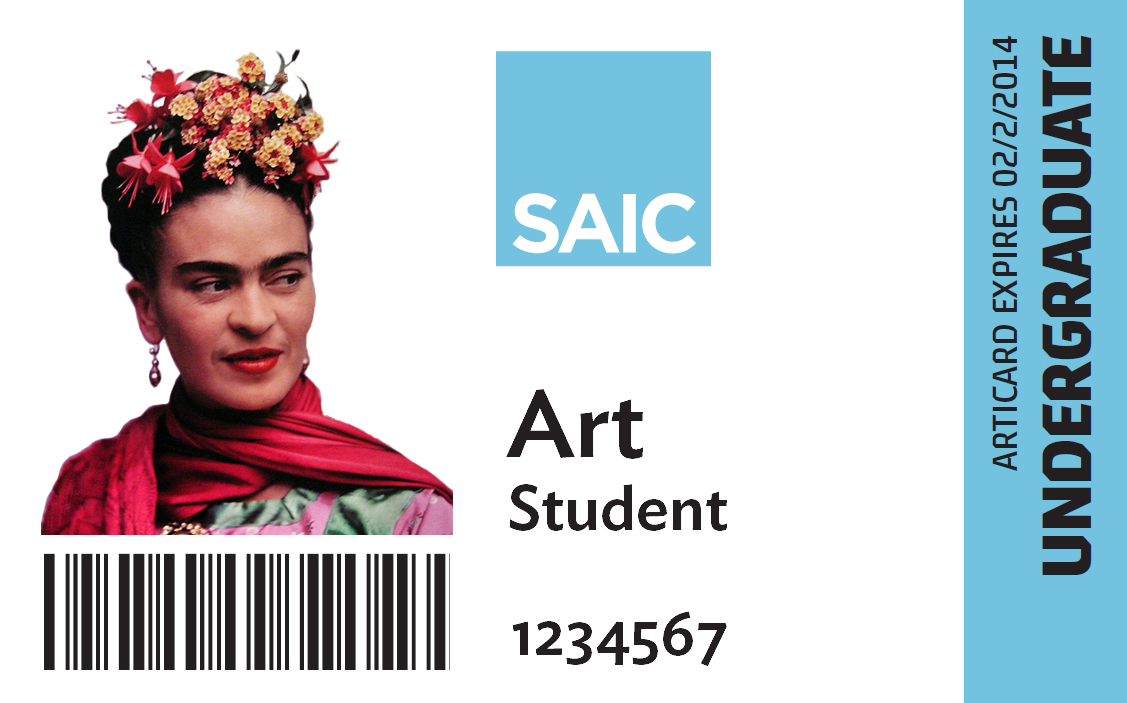 SAIC
Art
Student
1234567
ARTICARD EXPIRES 02/2/2014
UNDERGRADUATE